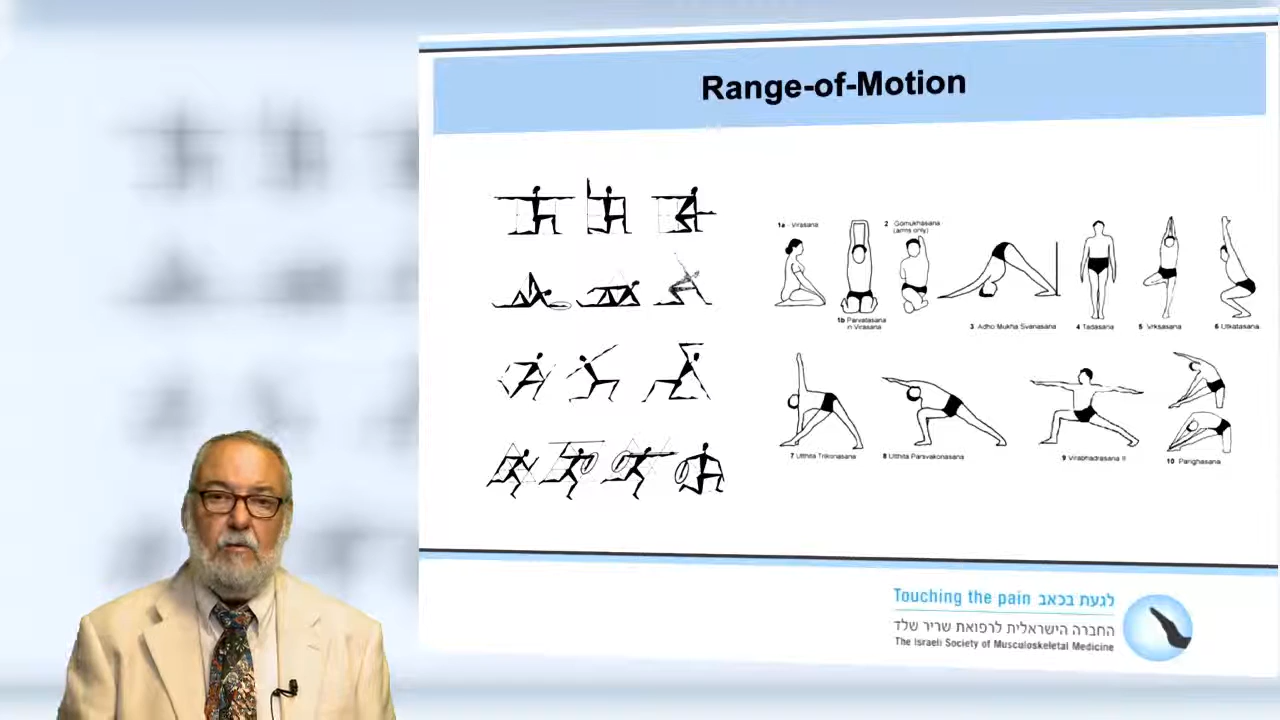 Range-of-Motion
1a - Virasana
2 Gomukhasana
(arms only)
1b Parvatasana
in Virasana
3 Adho Mukha Svanasana
4 Tadasana
5 Vrksasana
6 Utkatasana
7 Utthita Trikonasana
8 Utthita Parsvakonasana
9 Virabhadrasana II
10 Parighasana
Touching the pain לגעת בכאב
החברה הישראלית לרפואת שריר שלד
The Israeli Society of Musculoskeletal Medicine